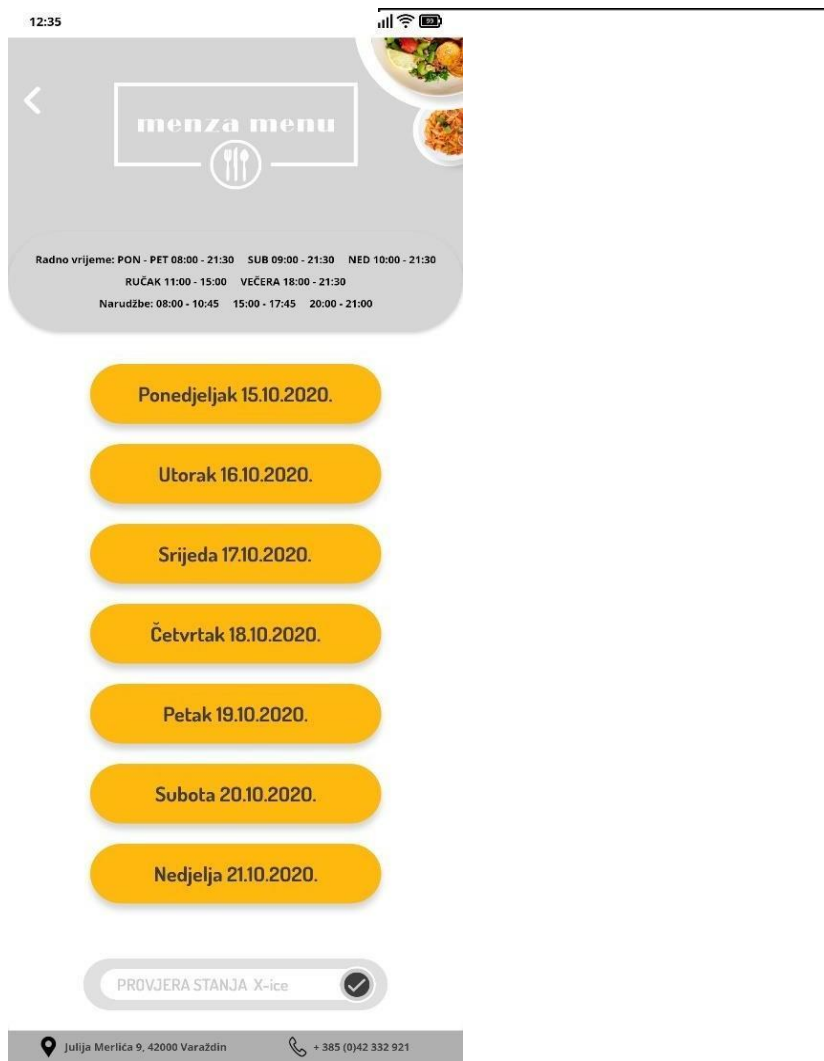 12:35
99
menza menu
Radno vrijeme: PON - PET 08:00 - 21:30 SUB 09:00 - 21:30 NED 10:00 - 21:30
RUČAK 11:00 - 15:00 VEČERA 18:00 - 21:30
Narudžbe: 08:00 - 10:45 15:00 - 17:45 20:00 - 21:00
Ponedjeljak 15.10.2020.
Utorak 16.10.2020.
Srijeda 17.10.2020.
Četvrtak 18.10.2020.
Petak 19.10.2020.
Subota 20.10.2020.
Nedjelja 21.10.2020.
PROVJERA STANJA X-ice
Julija Merlića 9, 42000 Varaždin + 385 (0)42 332 921